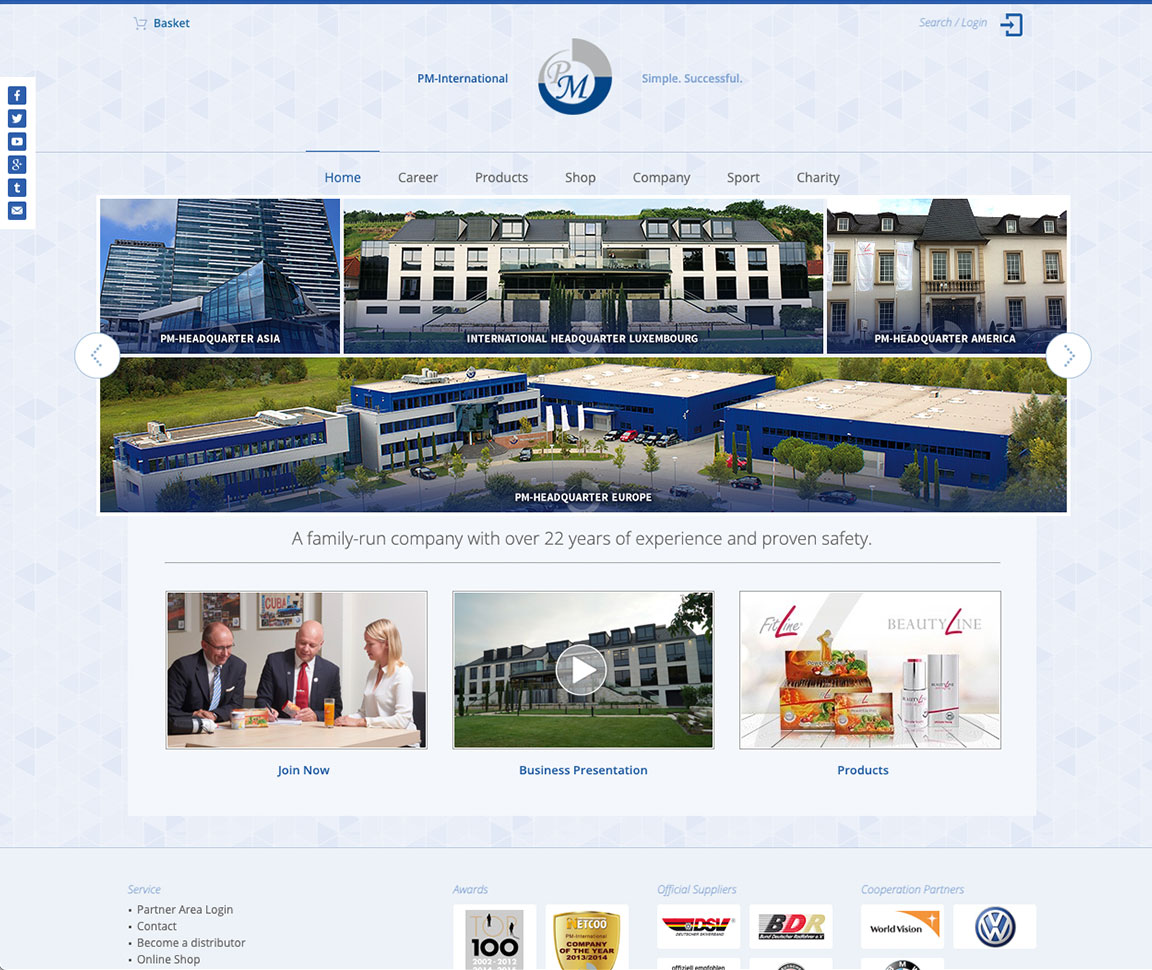 Basket
Search / Login
PM-International
PM
Simple. Successful.
Home
Career
Products
Shop
Company
Sport
Charity
PM-HEADQUARTER ASIA
INTERNATIONAL HEADQUARTER LUXEMBOURG
PM-HEADQUARTER AMERICA
PM-HEADQUARTER EUROPE
A family-run company with over 22 years of experience and proven safety.
CUBA
FitLine
BEAUTYLINE
Join Now
Business Presentation
Products
Service
Awards
Official Suppliers
Cooperation Partners
• Partner Area Login
• Contact
• Become a distributor
• Online Shop
TOP
100
2002 - 2012
PM-International
COMPANY
OF THE YEAR
2013/2014
DSV
DEUTSCHER SKIVERBAND
BDR
Bund Deutscher Radfahrer e.V.
World Vision
offiziell empfohlen